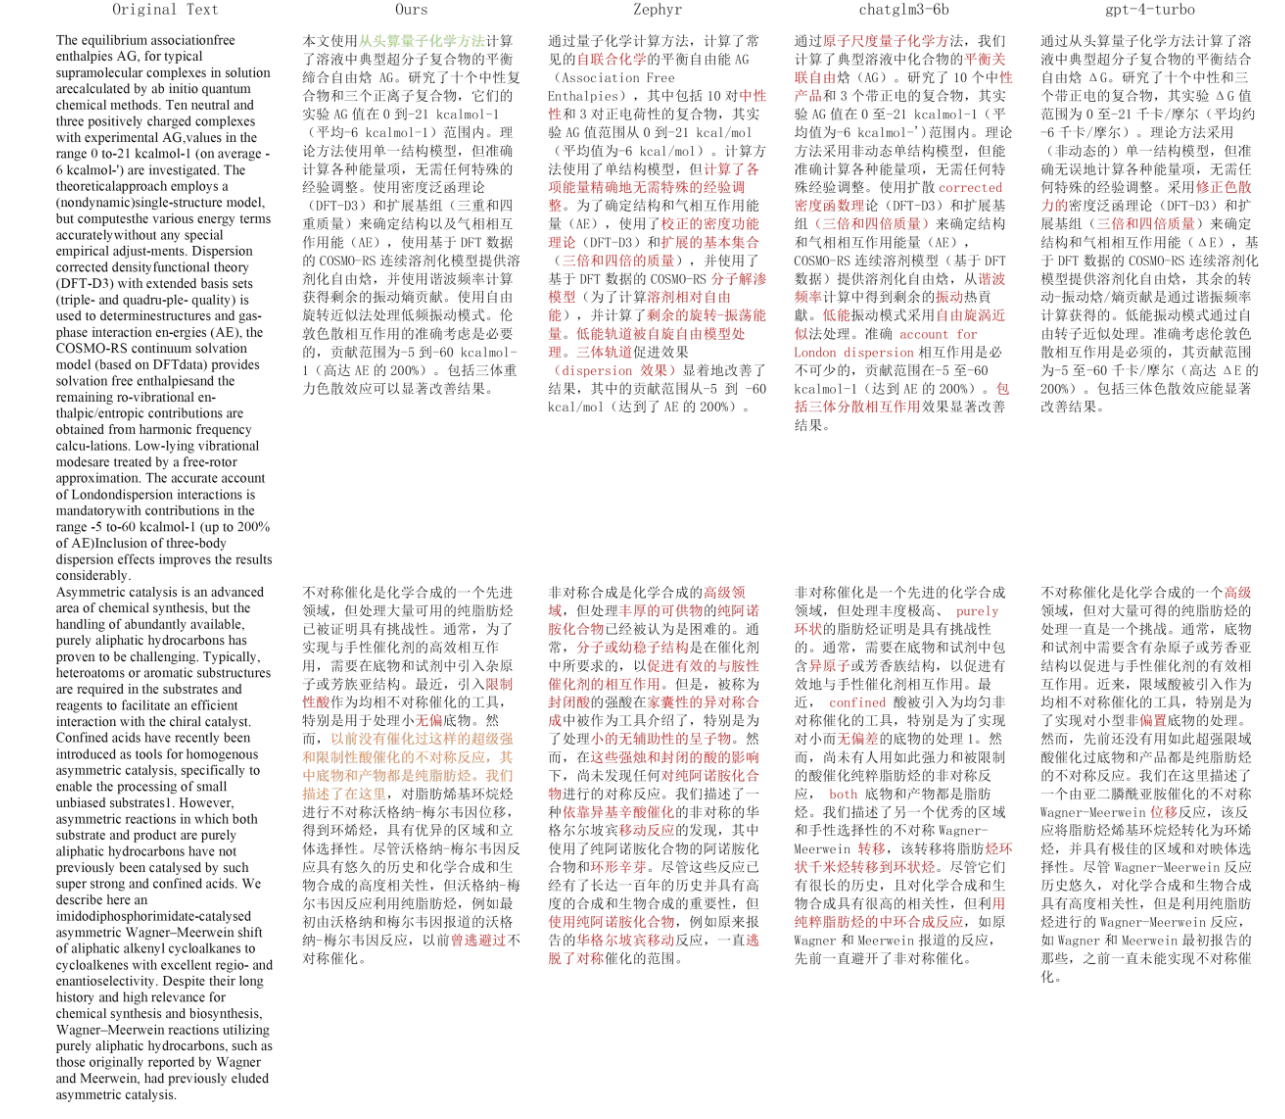 Original Text
Ours
Zephyr
chatglm3-6b
gpt-4-turbo
The equilibrium associationfree
enthalpies AG, for typical
supramolecular complexes in solution
arecalculated by ab initio quantum
chemical methods. Ten neutral and
three positively charged complexes
with experimental AG,values in the
range 0 to-21 kcalmol-1 (on average -
6 kcalmol-') are investigated. The
theoreticalapproach employs a
(nondynamic)single-structure model,
but computesthe various energy terms
accuratelywithout any special
empirical adjust-ments. Dispersion
corrected densityfunctional theory
(DFT-D3) with extended basis sets
(triple- and quadru-ple- quality) is
used to determinestructures and gas-
phase interaction en-ergies (AE), the
COSMO-RS continuum solvation
model (based on DFTdata) provides
solvation free enthalpiesand the
remaining ro-vibrational en-
thalpic/entropic contributions are
obtained from harmonic frequency
calcu-lations. Low-lying vibrational
modesare treated by a free-rotor
approximation. The accurate account
of Londondispersion interactions is
mandatorywith contributions in the
range -5 to-60 kcalmol-1 (up to 200%
of AE)Inclusion of three-body
dispersion effects improves the results
considerably.
本文使用从头算量子化学方法计算
了溶液中典型超分子复合物的平衡
缔合自由焓 AG。研究了十个中性复
合物和三个正离子复合物，它们的
实验 AG 值在 0 到-21 kcalmol-1
（平均-6 kcalmol-1）范围内。理
论方法使用单一结构模型，但准确
计算各种能量项，无需任何特殊的
经验调整。使用密度泛函理论
（DFT-D3）和扩展基组（三重和四
重质量）来确定结构以及气相相互
作用能（AE），使用基于 DFT 数据
的 COSMO-RS 连续溶剂化模型提供溶
剂化自由焓，并使用谐波频率计算
获得剩余的振动熵贡献。使用自由
旋转近似法处理低频振动模式。伦
敦色散相互作用的准确考虑是必要
的，贡献范围为-5 到-60 kcalmol-
1（高达 AE 的 200%）。包括三体重
力色散效应可以显著改善结果。
通过量子化学计算方法，计算了常
见的自联合化学的平衡自由能 AG
（Association Free
Enthalpies），其中包括 10 对中性
性和 3 对正电荷性的复合物，其实
验 AG 值范围从 0 到-21 kcal/mol
（平均值为-6 kcal/mol）。计算方
法使用了单结构模型，但计算了各
项能量精确地无需特殊的经验调
整。为了确定结构和气相互作用能
量（AE），使用了校正的密度功能
理论（DFT-D3）和扩展的基本集合
（三倍和四倍的质量），并使用了
基于 DFT 数据的 COSMO-RS 分子解渗
模型（为了计算溶剂相对自由
能），并计算了剩余的旋转-振荡能
量。低能轨道被自旋自由模型处
理。三体轨道促进效果
（dispersion 效果）显着地改善了
结果，其中的贡献范围从-5 到 -60
kcal/mol（达到了 AE 的 200%）。
通过原子尺度量子化学方法，我们
计算了典型溶液中化合物的平衡关
联自由焓（AG）。研究了 10 个中性
产品和 3 个带正电的复合物，其实
验 AG 值在 0 至-21 kcalmol-1（平
均值为-6 kcalmol-'）范围内。理论
方法采用非动态单结构模型，但能
准确计算各种能量项，无需任何特
殊经验调整。使用扩散 corrected
密度函数理论（DFT-D3）和扩展基
组（三倍和四倍质量）来确定结构
和气相相互作用能量（AE），
COSMO-RS 连续溶剂模型（基于 DFT
数据）提供溶剂化自由焓，从谐波
频率计算中得到剩余的振动热貢
獻。低能振动模式采用自由旋涡近
似法处理。准确 account for
London dispersion 相互作用是必
不可少的，贡献范围在-5 至-60
kcalmol-1（达到 AE 的 200%）。包
括三体分散相互作用效果显著改善
结果。
通过从头算量子化学方法计算了溶
液中典型超分子复合物的平衡结合
自由焓 ΔG。研究了十个中性和三
个带正电的复合物，其实验 ΔG 值
范围为 0 至-21 千卡/摩尔（平均约
-6 千卡/摩尔）。理论方法采用
（非动态的）单一结构模型，但准
确无误地计算了各种能量项，无需任
何特殊的经验调整。采用修正色散
力的密度泛函理论（DFT-D3）和扩
展基组（三倍和四倍质量）来确定
结构和气相相互作用能（ΔE），基
于 DFT 数据的 COSMO-RS 连续溶剂化
模型提供溶剂化自由焓，其余的转
动-振动焓/熵贡献是通过谐振频率
计算获得的。低能振动模式通过自
由转子近似处理。准确考虑伦敦色
散相互作用是必须的，其贡献范围
为-5 至-60 千卡/摩尔（高达 ΔE 的
200%）。包括三体色散效应能显著
改善结果。
Asymmetric catalysis is an advanced
area of chemical synthesis, but the
handling of abundantly available,
purely aliphatic hydrocarbons has
proven to be challenging. Typically,
heteroatoms or aromatic substructures
are required in the substrates and
reagents to facilitate an efficient
interaction with the chiral catalyst.
Confined acids have recently been
introduced as tools for homogenous
asymmetric catalysis, specifically to
enable the processing of small
unbiased substrates1. However,
asymmetric reactions in which both
substrate and product are purely
aliphatic hydrocarbons have not
previously been catalysed by such
super strong and confined acids. We
describe here an
imidodiphosphorimidate-catalysed
asymmetric Wagner–Meerwein shift
of aliphatic alkenyl cycloalkanes to
cycloalkenes with excellent regio- and
enantioselectivity. Despite their long
history and high relevance for
chemical synthesis and biosynthesis,
Wagner–Meerwein reactions utilizing
purely aliphatic hydrocarbons, such as
those originally reported by Wagner
and Meerwein, had previously eluded
asymmetric catalysis.
不对称催化是化学合成的一个先进
领域，但处理大量可用的纯脂肪烃
已被证明具有挑战性。通常，为了
实现与手性催化剂的高效相互作
用，需要在底物和试剂中引入杂原
子或芳族亚结构。最近，引入限制
性酸作为均相不对称催化的工具，
特别是用于处理小无偏底物。然
而，以前没有催化过这样的超级强
和限制性酸催化的不对称反应，其
中底物和产物都是纯脂肪烃。我们
描述了在这里，对脂肪烯基环烷烃
进行不对称沃格纳-梅尔韦因位移，
得到环烯烃，具有优异的区域和立
体选择性。尽管沃格纳-梅尔韦因反
应具有悠久的历史和化学合成和生
物合成的高度相关性，但沃格纳-梅
尔韦因反应利用纯脂肪烃，例如最
初由沃格纳和梅尔韦因报道的沃格
纳-梅尔韦因反应，以前曾逃避过不
对称催化。
非对称合成是化学合成的高级领
域，但处理丰厚的可供物的纯阿诺
胺化合物已经被认为是困难的。通
常，分子或幼稚子结构是在催化剂
中所要求的，以促进有效的与胺性
催化剂的相互作用。但是，被称为
封闭酸的强酸在家囊性的异对称合
成中被作为工具介绍了，特别是为
了处理小的无辅助性的呈子物。然
而，在这些强烛和封闭的酸的影响
下，尚未发现任何对纯阿诺胺化合
物进行的对称反应。我们描述了一
种依靠异基辛酸催化的非对称的华
格尔尔坡宾移动反应的发现，其中
使用了纯阿诺胺化合物的阿诺胺化
合物和环形辛芽。尽管这些反应已
经有了长达一百年的历史并具有高
度的合成和生物合成的重要性，但
使用纯阿诺胺化合物，例如原来报
告的华格尔坡宾移动反应，一直逃
脱了对称催化的范围。
非对称催化是一个先进的化学合成
领域，但处理丰度极高、 purely
环状的脂肪烃证明是具有挑战性
的。通常，需要在底物和试剂中包
含异原子或芳香族结构，以促进有
效地与手性催化剂相互作用。最
近， confined 酸被引入为均匀非
对称催化的工具，特别是为了实现
对小而无偏差的底物的处理 1。然
而，尚未有人用如此强力和被限制
的酸催化纯粹脂肪烃的非对称反
应， both 底物和产物都是脂肪
烃。我们描述了另一个优秀的区域
和手性选择性的不对称 Wagner-
Meerwein 转移，该转移将脂肪烃环
状千米烃转移到环状烃。尽管它们
有很长的历史，且对化学合成和生
物合成具有很高的相关性，但利用
纯粹脂肪烃的中环合成反应，如原
Wagner 和 Meerwein 报道的反应，
先前一直避开了非对称催化。
不对称催化是化学合成的一个高级
领域，但对大量可得的纯脂肪烃的
处理一直是一个挑战。通常，底物
和试剂中需要含有杂原子或芳香亚
结构以促进与手性催化剂的有效相
互作用。近来，限域酸被引入作为
均相不对称催化的工具，特别是为
了实现对小型非偏置底物的处理。
然而，先前还没有用如此超强限域
酸催化过底物和产品都是纯脂肪烃
的不对称反应。我们在这里描述了
一个由亚二膦酰亚胺催化的不对称
Wagner-Meerwein 位移反应，该反
应将脂肪烃烯基环烷烃转化为环烯
烃，并具有极佳的区域和对映体选
择性。尽管 Wagner-Meerwein 反应
历史悠久，对化学合成和生物合成
具有高度相关性，但是利用纯脂肪
烃进行的 Wagner-Meerwein 反应，
如 Wagner 和 Meerwein 最初报告的
那些，之前一直未能实现不对称催
化。